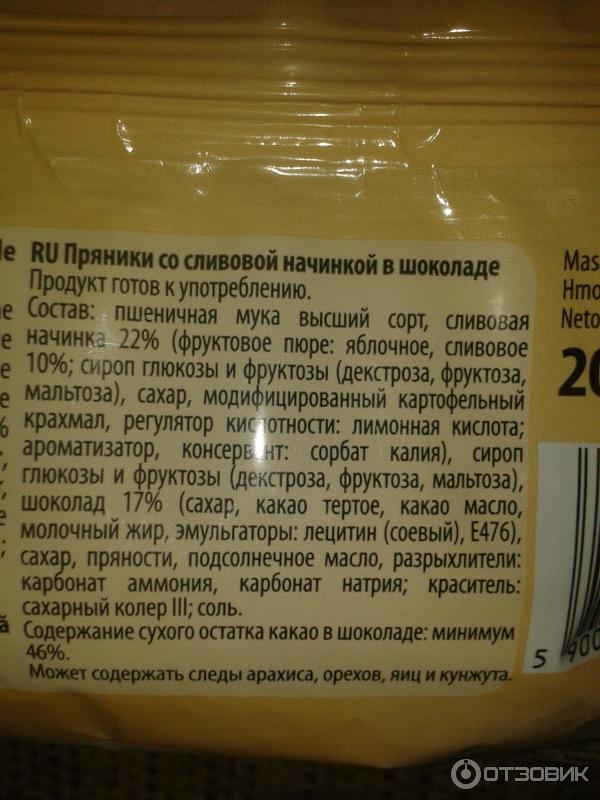 RU Пряники со сливовой начинкой в шоколаде
Продукт готов к употреблению.
Состав: пшеничная мука высший сорт, сливовая
начинка 22% (фруктовое пюре: яблочное, сливовое
10%; сироп глюкозы и фруктозы (декстроза, фруктоза,
мальтоза), сахар, модифицированный картофельный
крахмал, регулятор кислотности: лимонная кислота;
ароматизатор, консервант: сорбат калия), сироп
глюкозы и фруктозы (декстроза, фруктоза, мальтоза),
шоколад 17% (сахар, какао тертое, какао масло,
молочный жир, эмульгаторы: лецитин (соевый), Е476),
сахар, пряности, подсолнечное масло, разрыхлители:
карбонат аммония, карбонат натрия; краситель:
сахарный колер III; соль.
Содержание сухого остатка какао в шоколаде: минимум
46%.
Может содержать следы арахиса, орехов, яиц и кунжута.
Mas
Hmo
Neto
20
5 900
ОТЗОВИК